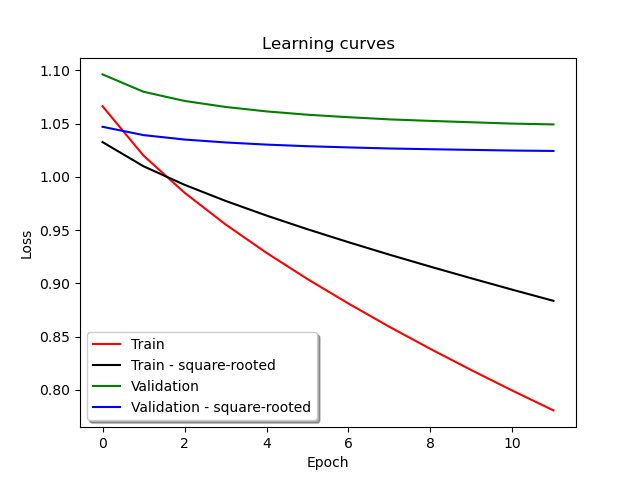 Learning curves
1.10
1.05
1.00
0.95
0.90
0.85
0.80
Loss
Train
Train - square-rooted
Validation
Validation - square-rooted
0 2 4 6 8 10
Epoch